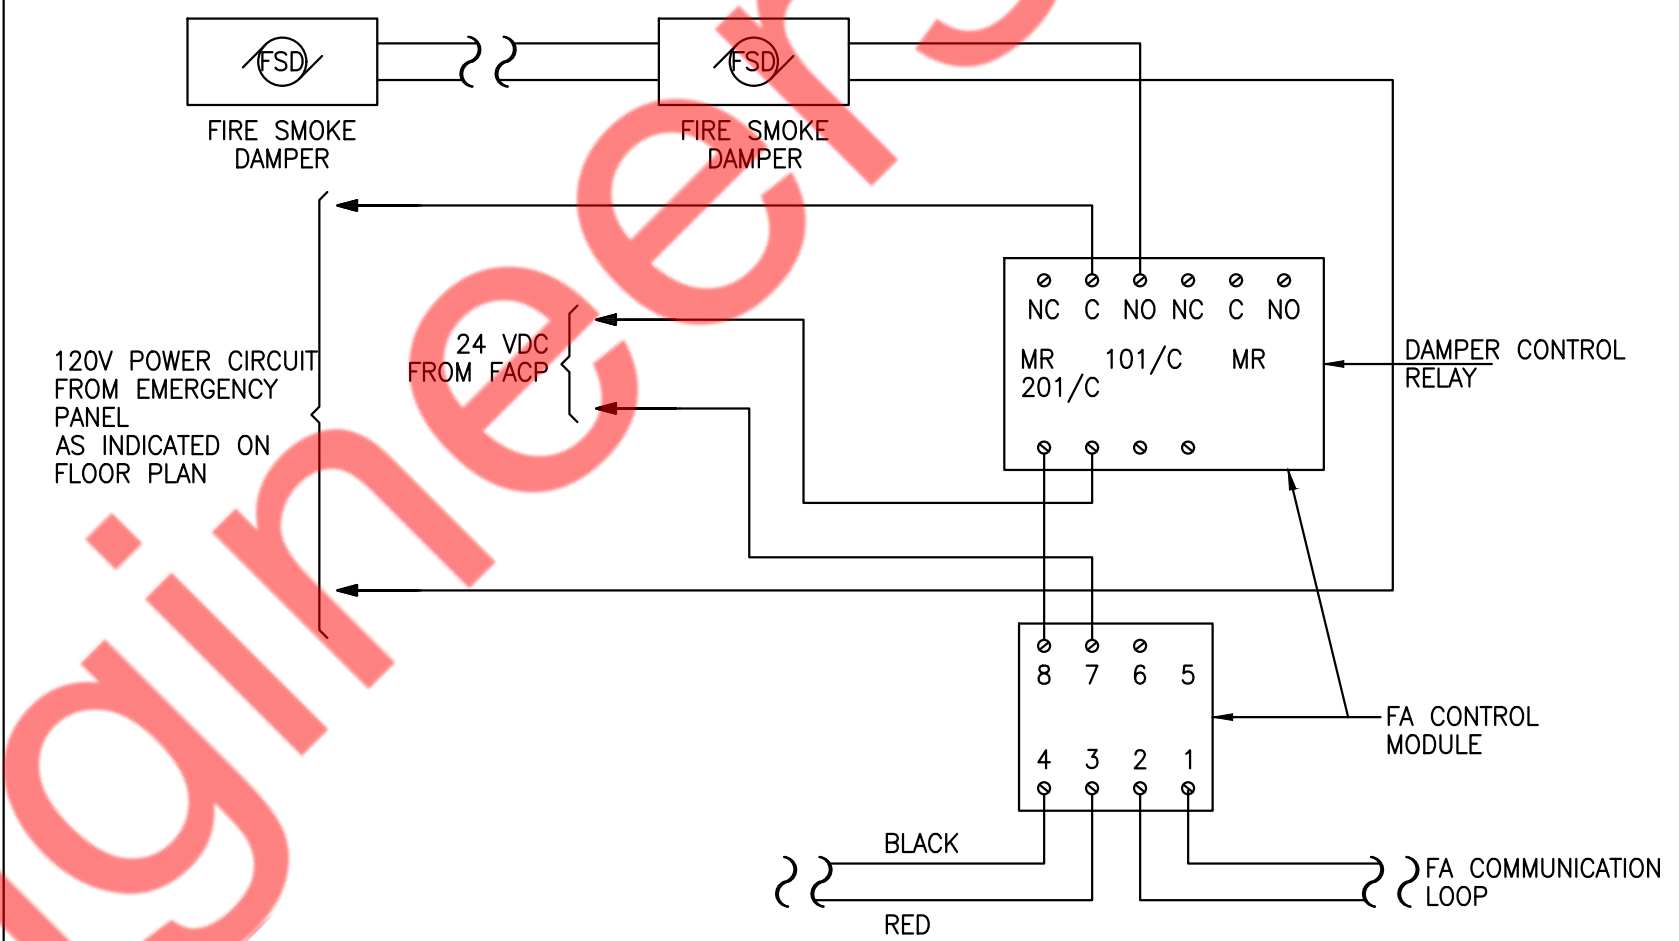 FSD
FSD
FIRE SMOKE
DAMPER
FIRE SMOKE
DAMPER
NC C NO NC C NO
MR 101/C MR
201/C
DAMPER CONTROL
RELAY
24 VDC
FROM FACP
120V POWER CIRCUIT
FROM EMERGENCY
PANEL
AS INDICATED ON
FLOOR PLAN
8 7 6 5
FA CONTROL
MODULE
4 3 2 1
BLACK
RED
FA COMMUNICATION
LOOP
gineers